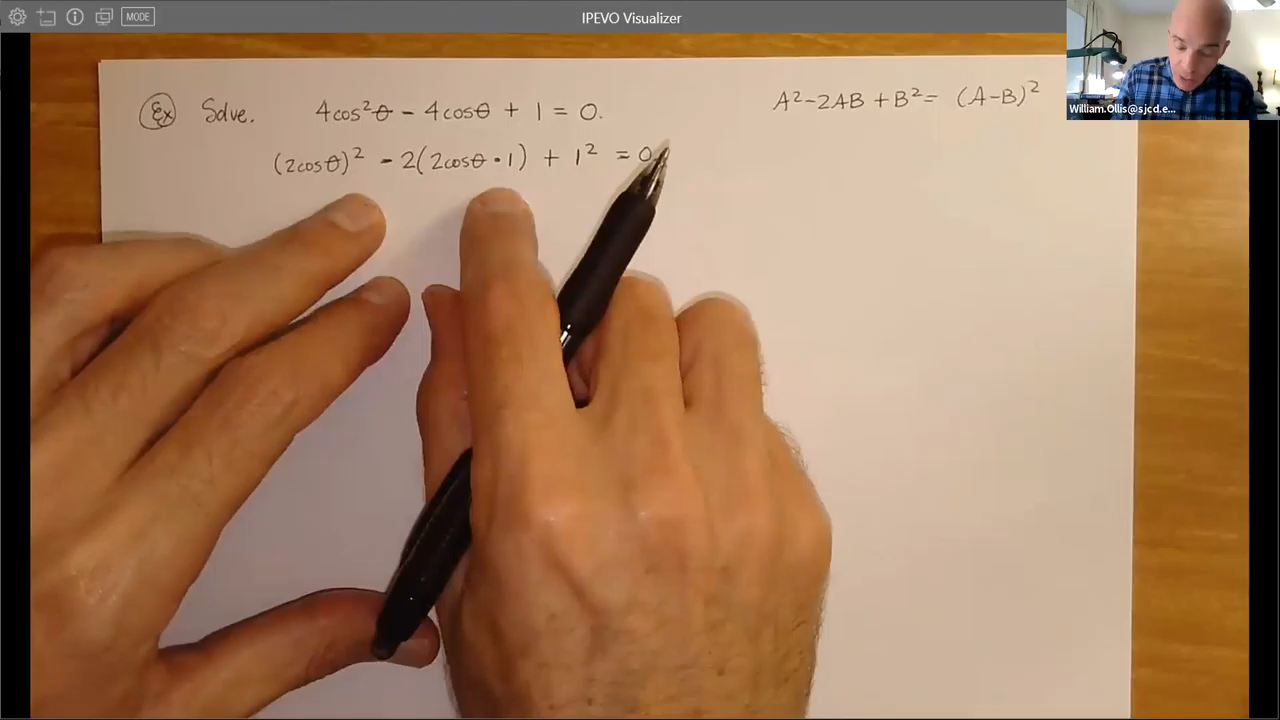 MODE
IPEVO Visualizer
Ex Solve. 4cos²θ - 4cosθ + 1 = 0.
A² - 2AB + B² = (A-B)²
William.Ollis@sjcd.e...
(2cosθ)² - 2(2cosθ · 1) + 1² = 0